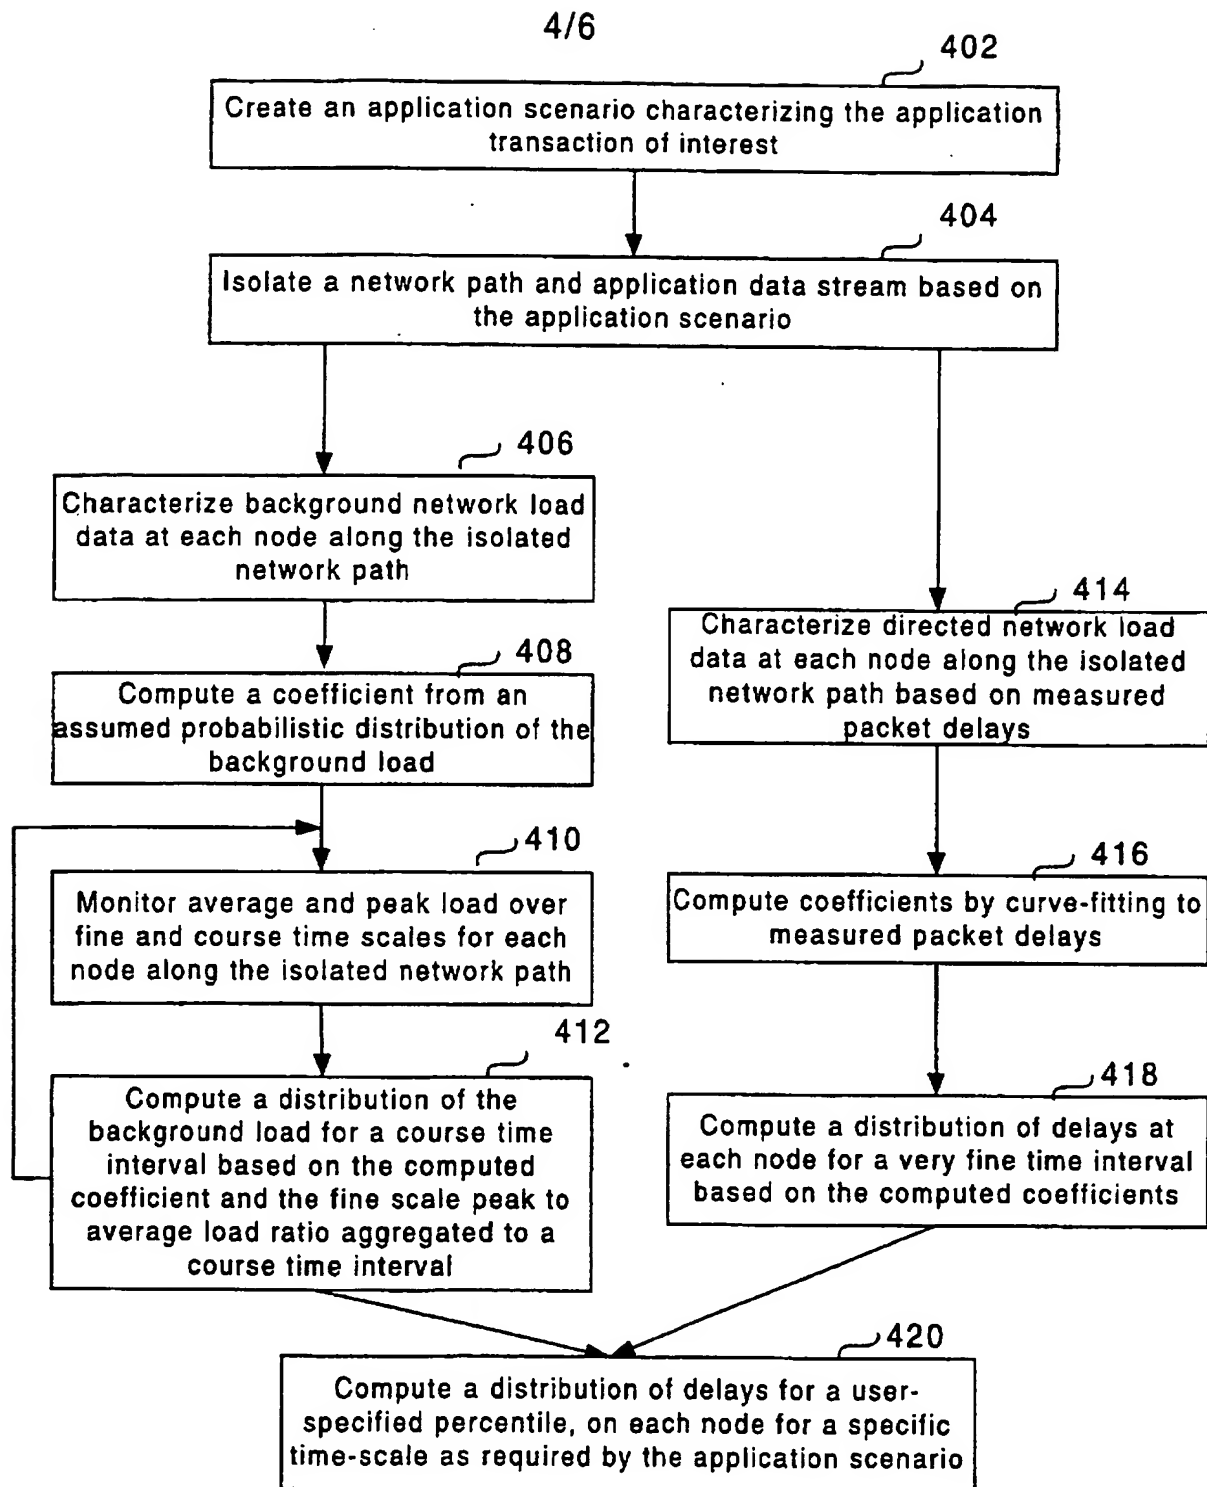 4/6
402
Create an application scenario characterizing the application
transaction of interest
404
Isolate a network path and application data stream based on
the application scenario
406
Characterize background network load
data at each node along the isolated
network path
408
Compute a coefficient from an
assumed probabilistic distribution of the
background load
410
Monitor average and peak load over
fine and course time scales for each
node along the isolated network path
412
Compute a distribution of the
background load for a course time
interval based on the computed
coefficient and the fine scale peak to
average load ratio aggregated to a
course time interval
414
Characterize directed network load
data at each node along the isolated
network path based on measured
packet delays
416
Compute coefficients by curve-fitting to
measured packet delays
418
Compute a distribution of delays at
each node for a very fine time interval
based on the computed coefficients
420
Compute a distribution of delays for a user-
specified percentile, on each node for a specific
time-scale as required by the application scenario